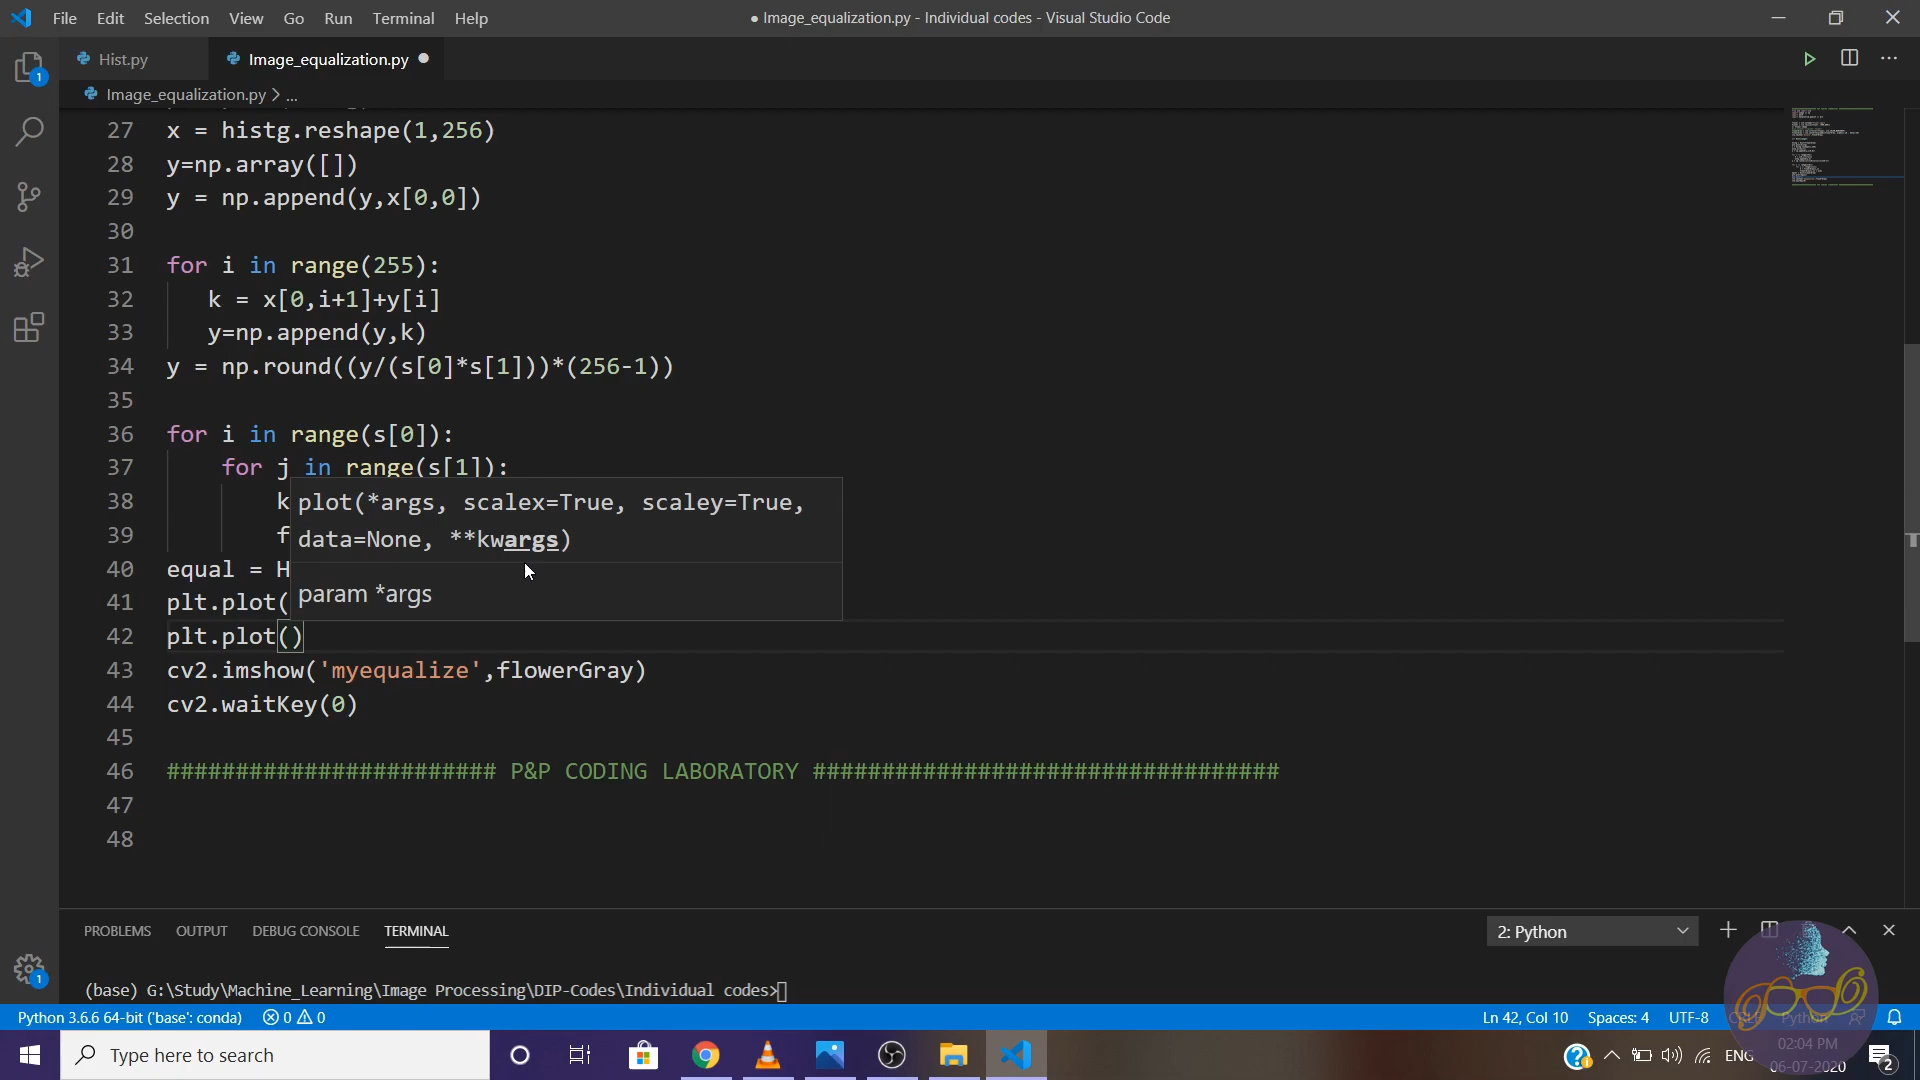 File Edit Selection View Go Run Terminal Help
● Image_equalization.py - Individual codes - Visual Studio Code
Hist.py
Image_equalization.py
Image_equalization.py > ...
27 x = histg.reshape(1,256)
28 y=np.array([])
29 y = np.append(y,x[0,0])
30
31 for i in range(255):
32 k = x[0,i+1]+y[i]
33 y=np.append(y,k)
34 y = np.round((y/(s[0]*s[1]))*(256-1))
35
36 for i in range(s[0]):
37 for j in range(s[1]):
38 k
39 f
40 equal = H
41 plt.plot(
plot(*args, scalex=True, scaley=True,
data=None, **kwargs)
param *args
42 plt.plot()
43 cv2.imshow('myequalize',flowerGray)
44 cv2.waitKey(0)
45
46 ######################## P&P CODING LABORATORY ##################################
47
48
PROBLEMS OUTPUT DEBUG CONSOLE TERMINAL
2: Python
(base) G:\Study\Machine_Learning\Image Processing\DIP-Codes\Individual codes>
Python 3.6.6 64-bit ('base': conda) 0 0
Ln 42, Col 10 Spaces: 4 UTF-8 CRLF Python
Type here to search
ENG
02:04 PM
06-07-2020
2